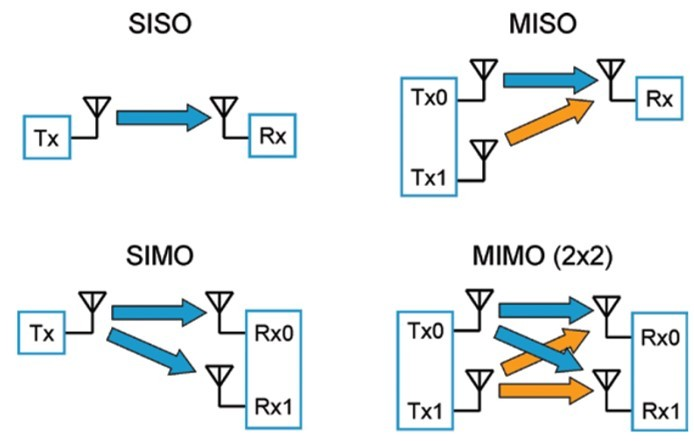 SISO
Tx
Rx
MISO
Tx0
Rx
Tx1
SIMO
Tx
Rx0
Rx1
MIMO (2x2)
Tx0
Rx0
Tx1
Rx1